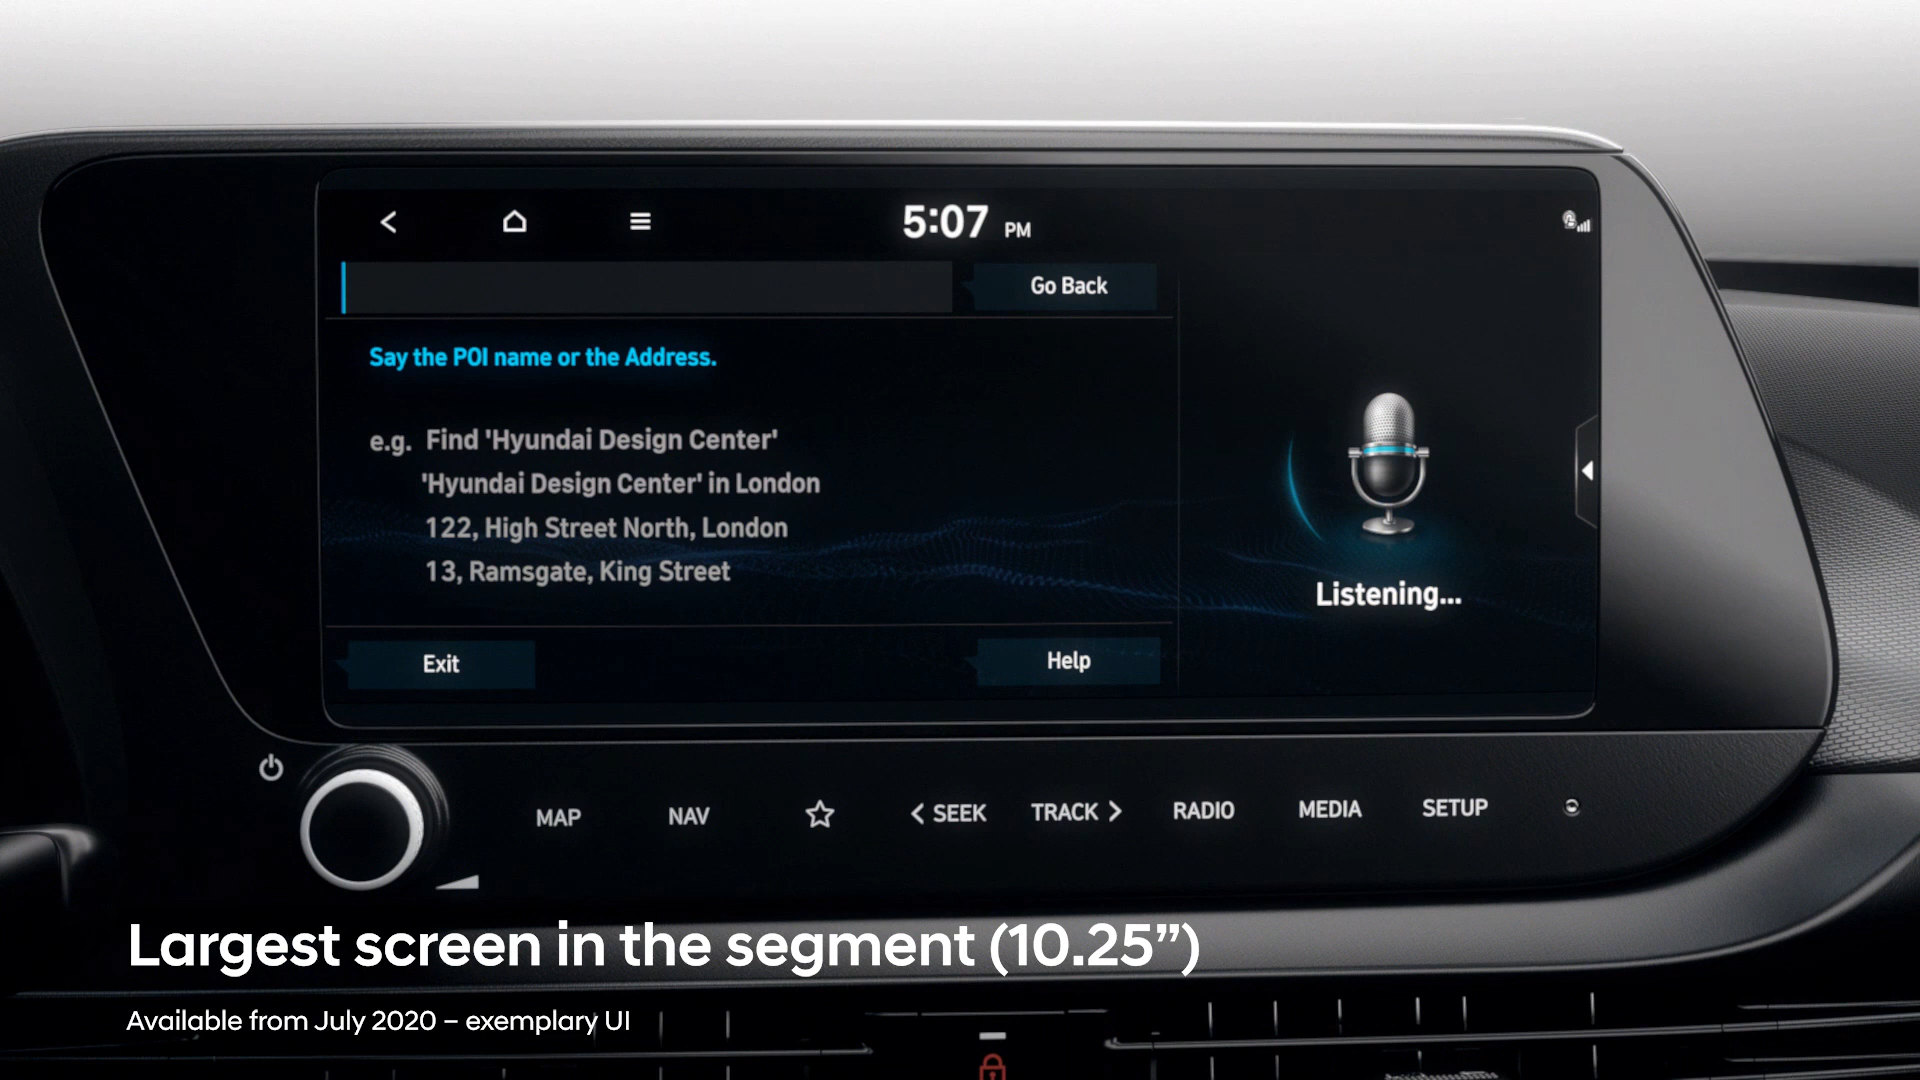 5:07 PM
Go Back
Say the POI name or the Address.
e.g. Find 'Hyundai Design Center'
'Hyundai Design Center' in London
122, High Street North, London
13, Ramsgate, King Street
Listening...
Exit
Help
MAP NAV < SEEK TRACK > RADIO MEDIA SETUP
Largest screen in the segment (10.25”)
Available from July 2020 – exemplary UI